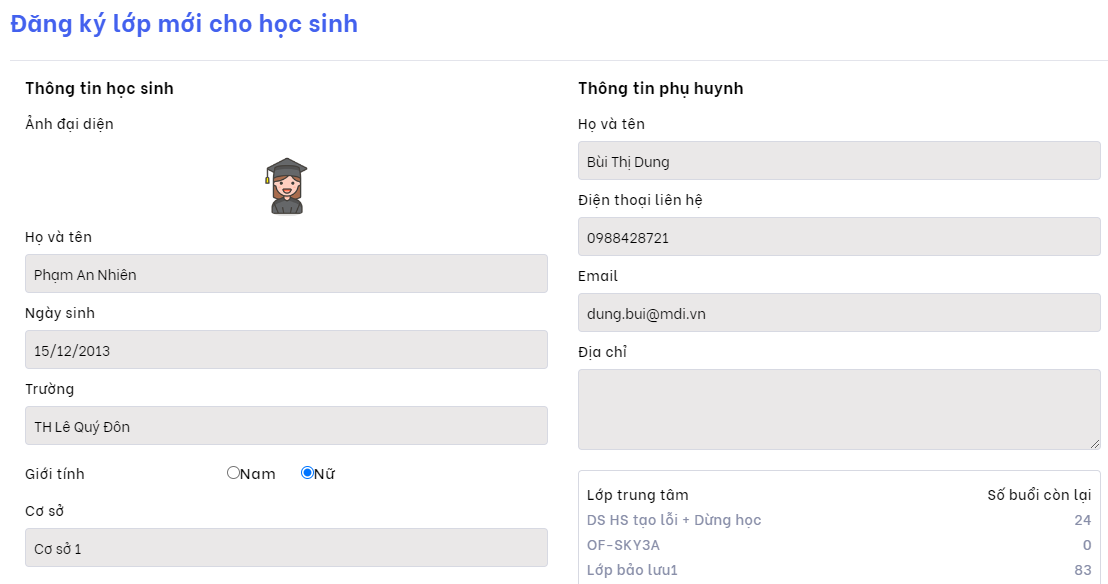 Đăng ký lớp mới cho học sinh
Thông tin học sinh
Ảnh đại diện
Họ và tên
Phạm An Nhiên
Ngày sinh
15/12/2013
Trường
TH Lê Quý Đôn
Giới tính Nam Nữ
Cơ sở
Cơ sở 1
Thông tin phụ huynh
Họ và tên
Bùi Thị Dung
Điện thoại liên hệ
0988428721
Email
dung.bui@mdi.vn
Địa chỉ
Lớp trung tâm Số buổi còn lại
DS HS tạo lỗi + Dừng học 24
OF-SKY3A 0
Lớp bảo lưu1 83